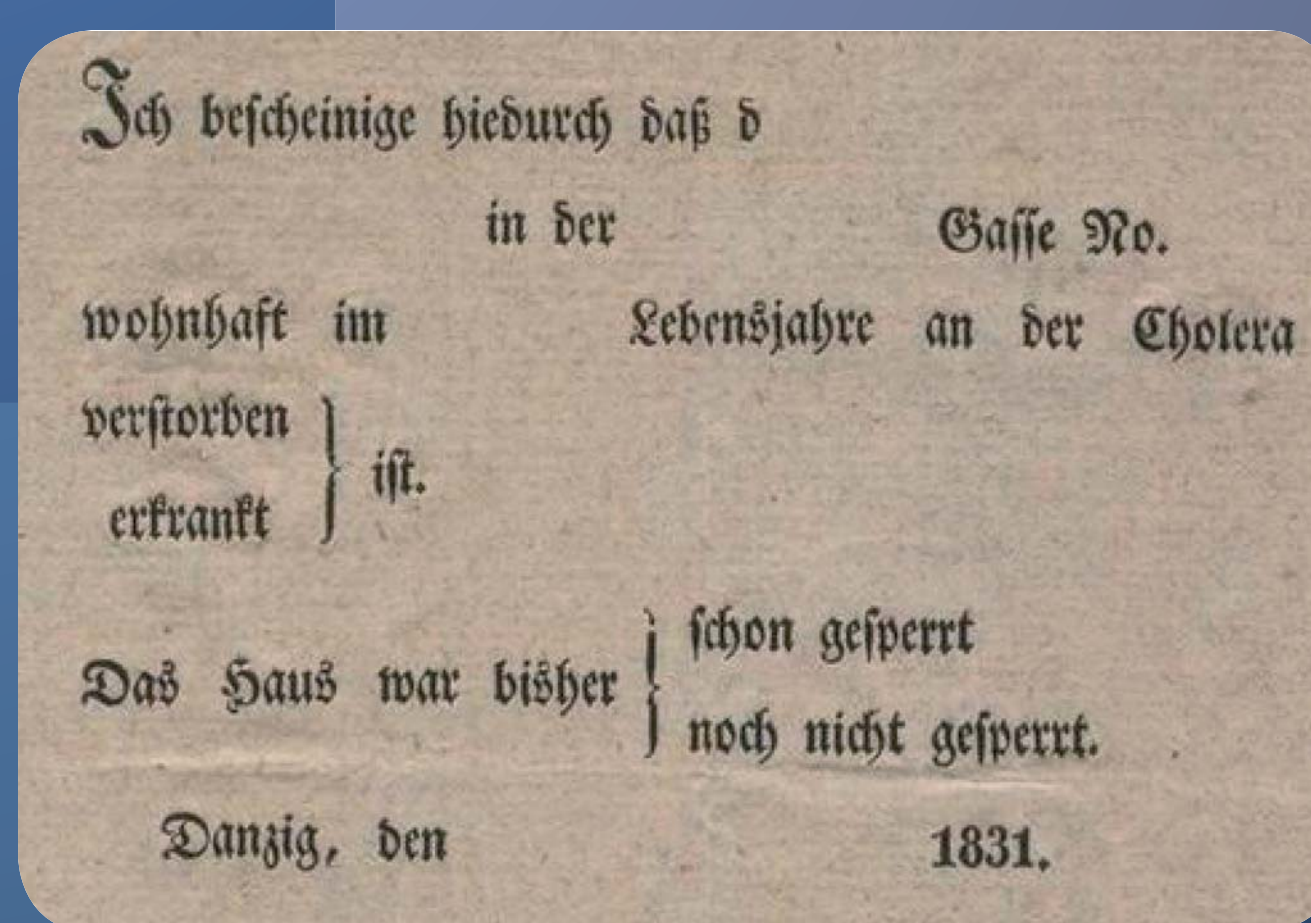 Ich beſcheinige hiedurch daß d
in der Gaſſe No.
wohnhaft im Lebensjahre an der Cholera
verſtorben
iſt.
erkrankt
ſchon geſperrt
Das Haus war bisher
noch nicht geſperrt.
Danzig, den 1831.